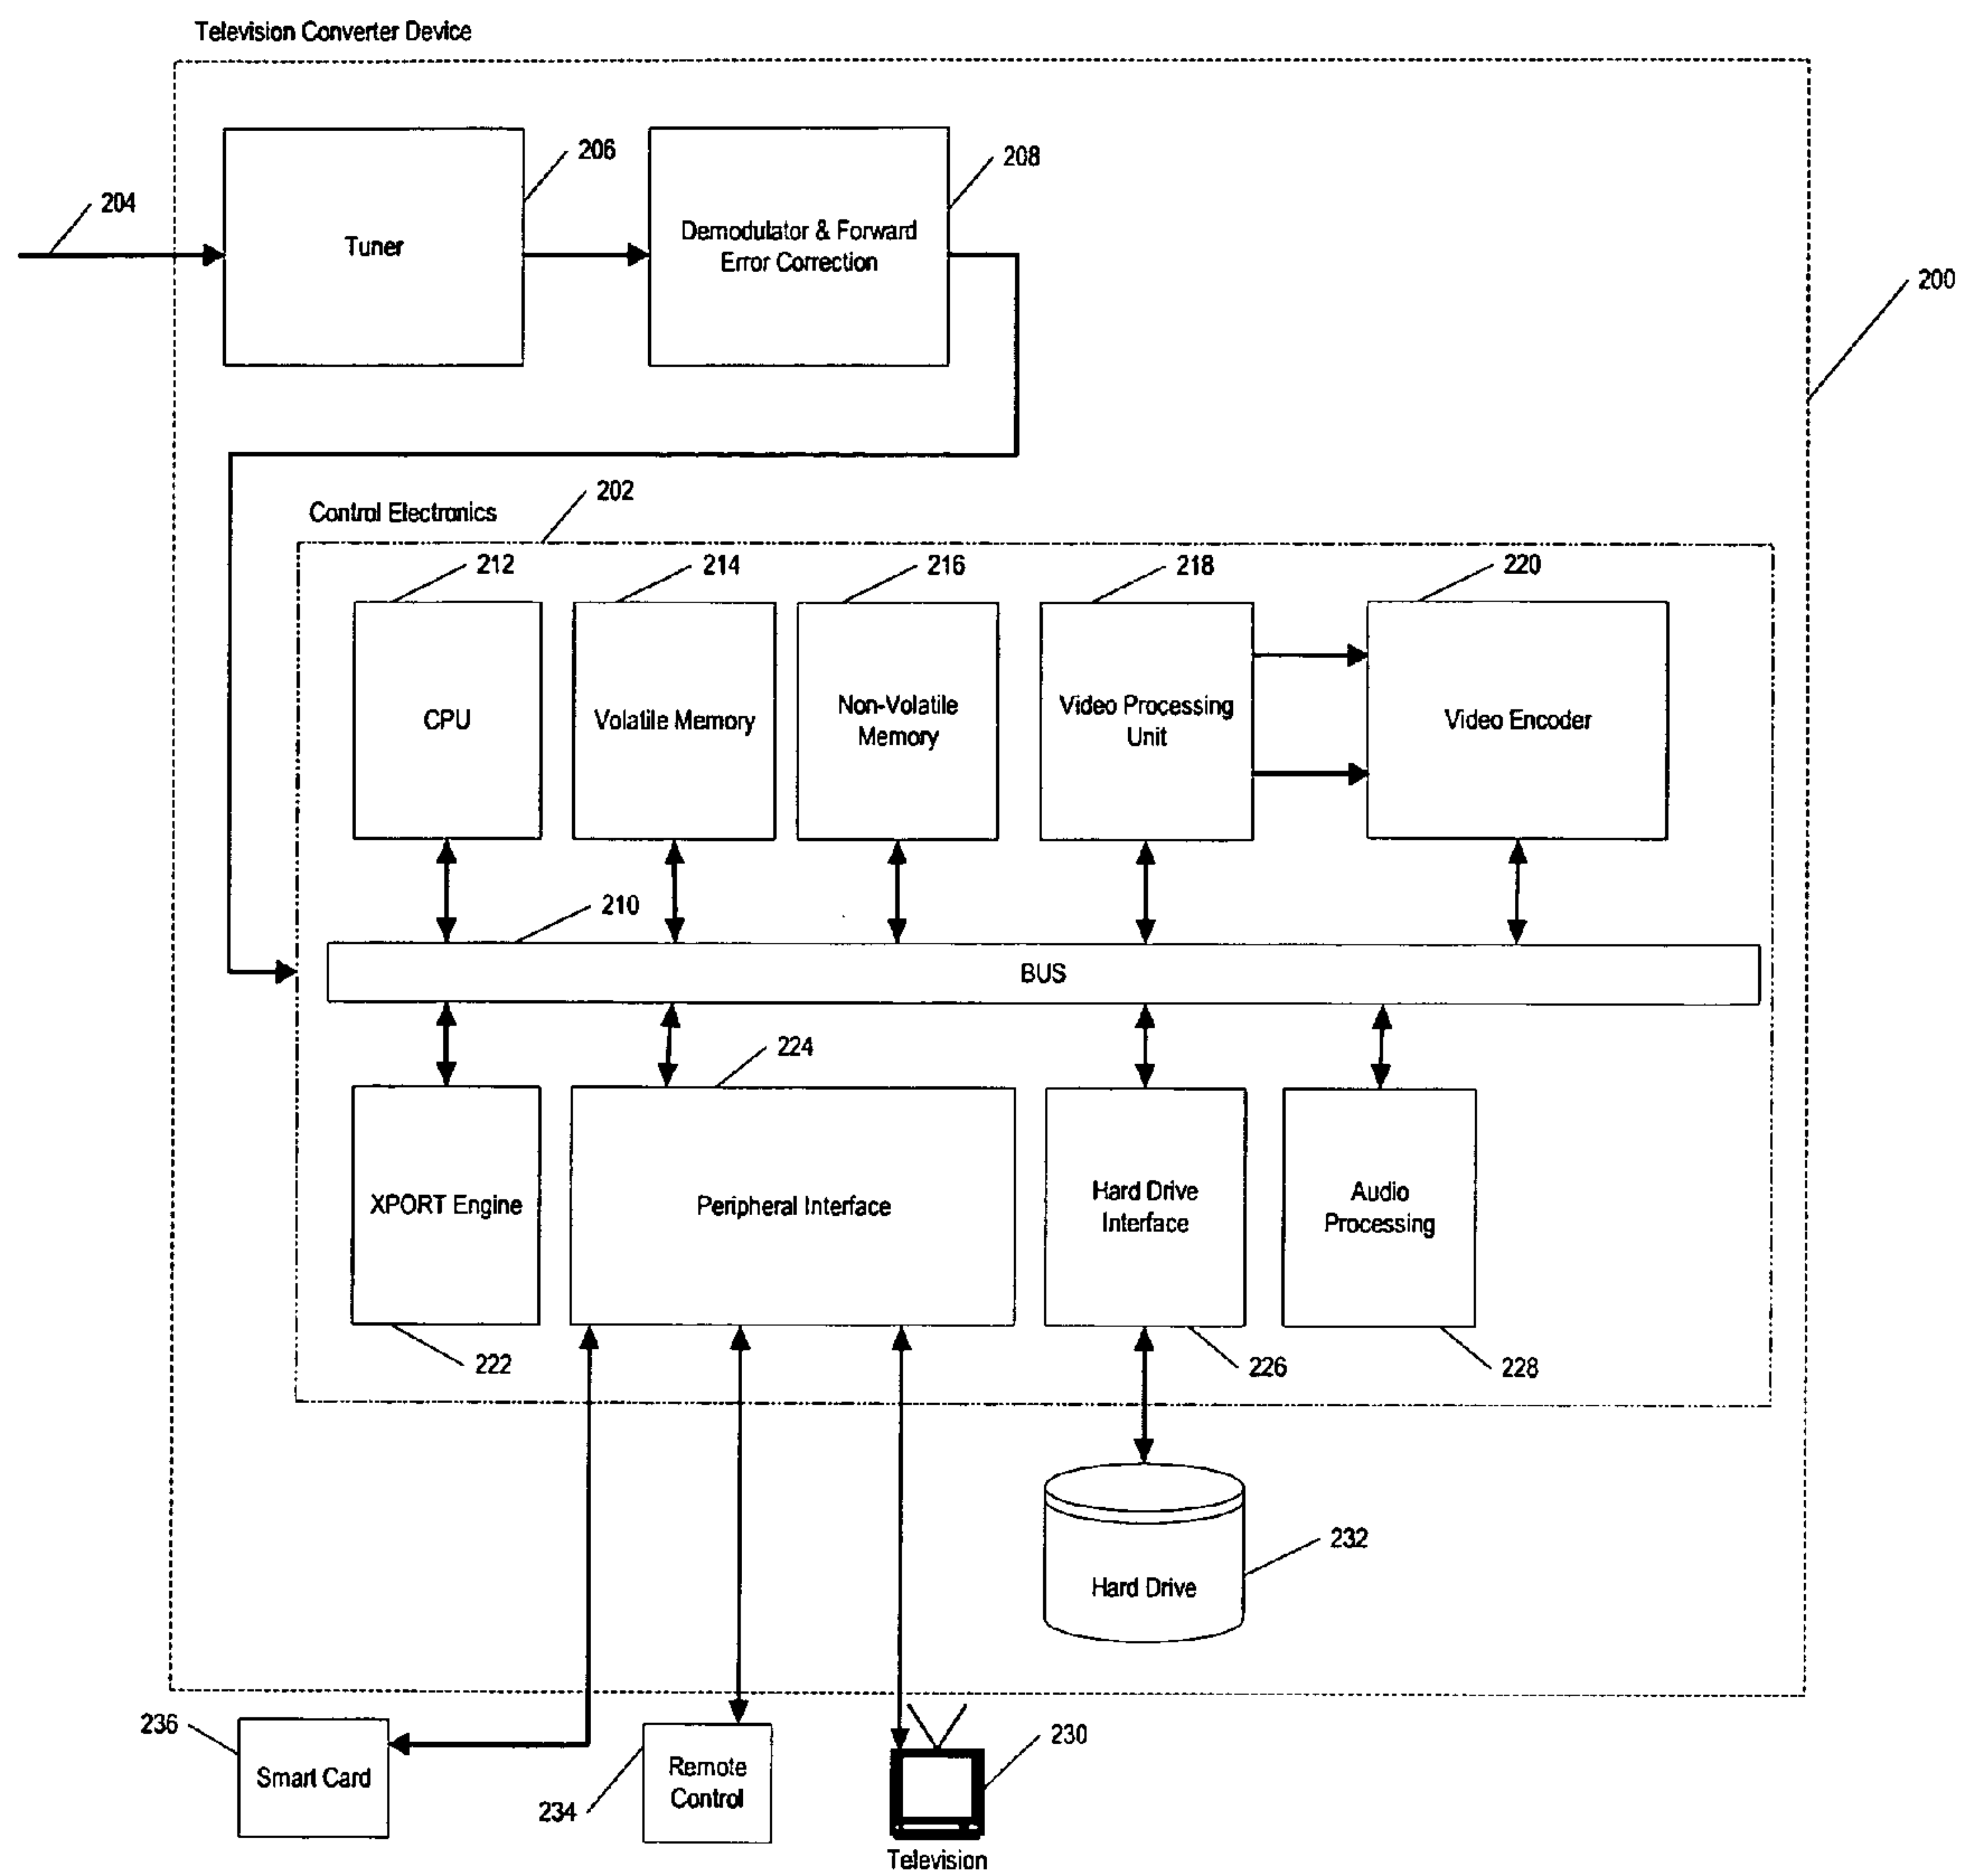 Television Converter Device
206
208
204
Tuner
Demodulator & Forward
Error Correction
200
202
Control Electronics
212
214
216
218
220
CPU
Volatile Memory
Non-Volatile
Memory
Video Processing
Unit
Video Encoder
210
BUS
224
XPORT Engine
Peripheral Interface
Hard Drive
Interface
Audio
Processing
222
226
228
232
Hard Drive
236
Smart Card
234
Remote
Control
230
Television